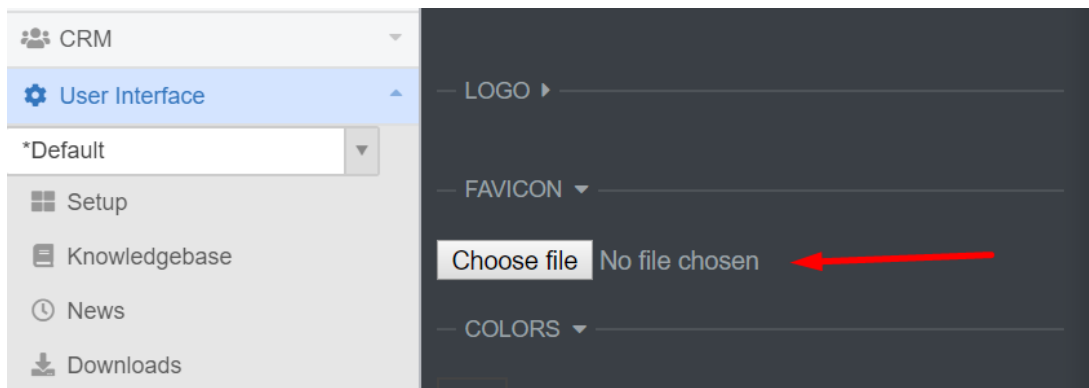 CRM
User Interface
*Default
Setup
Knowledgebase
News
Downloads
LOGO
FAVICON
Choose file No file chosen
COLORS